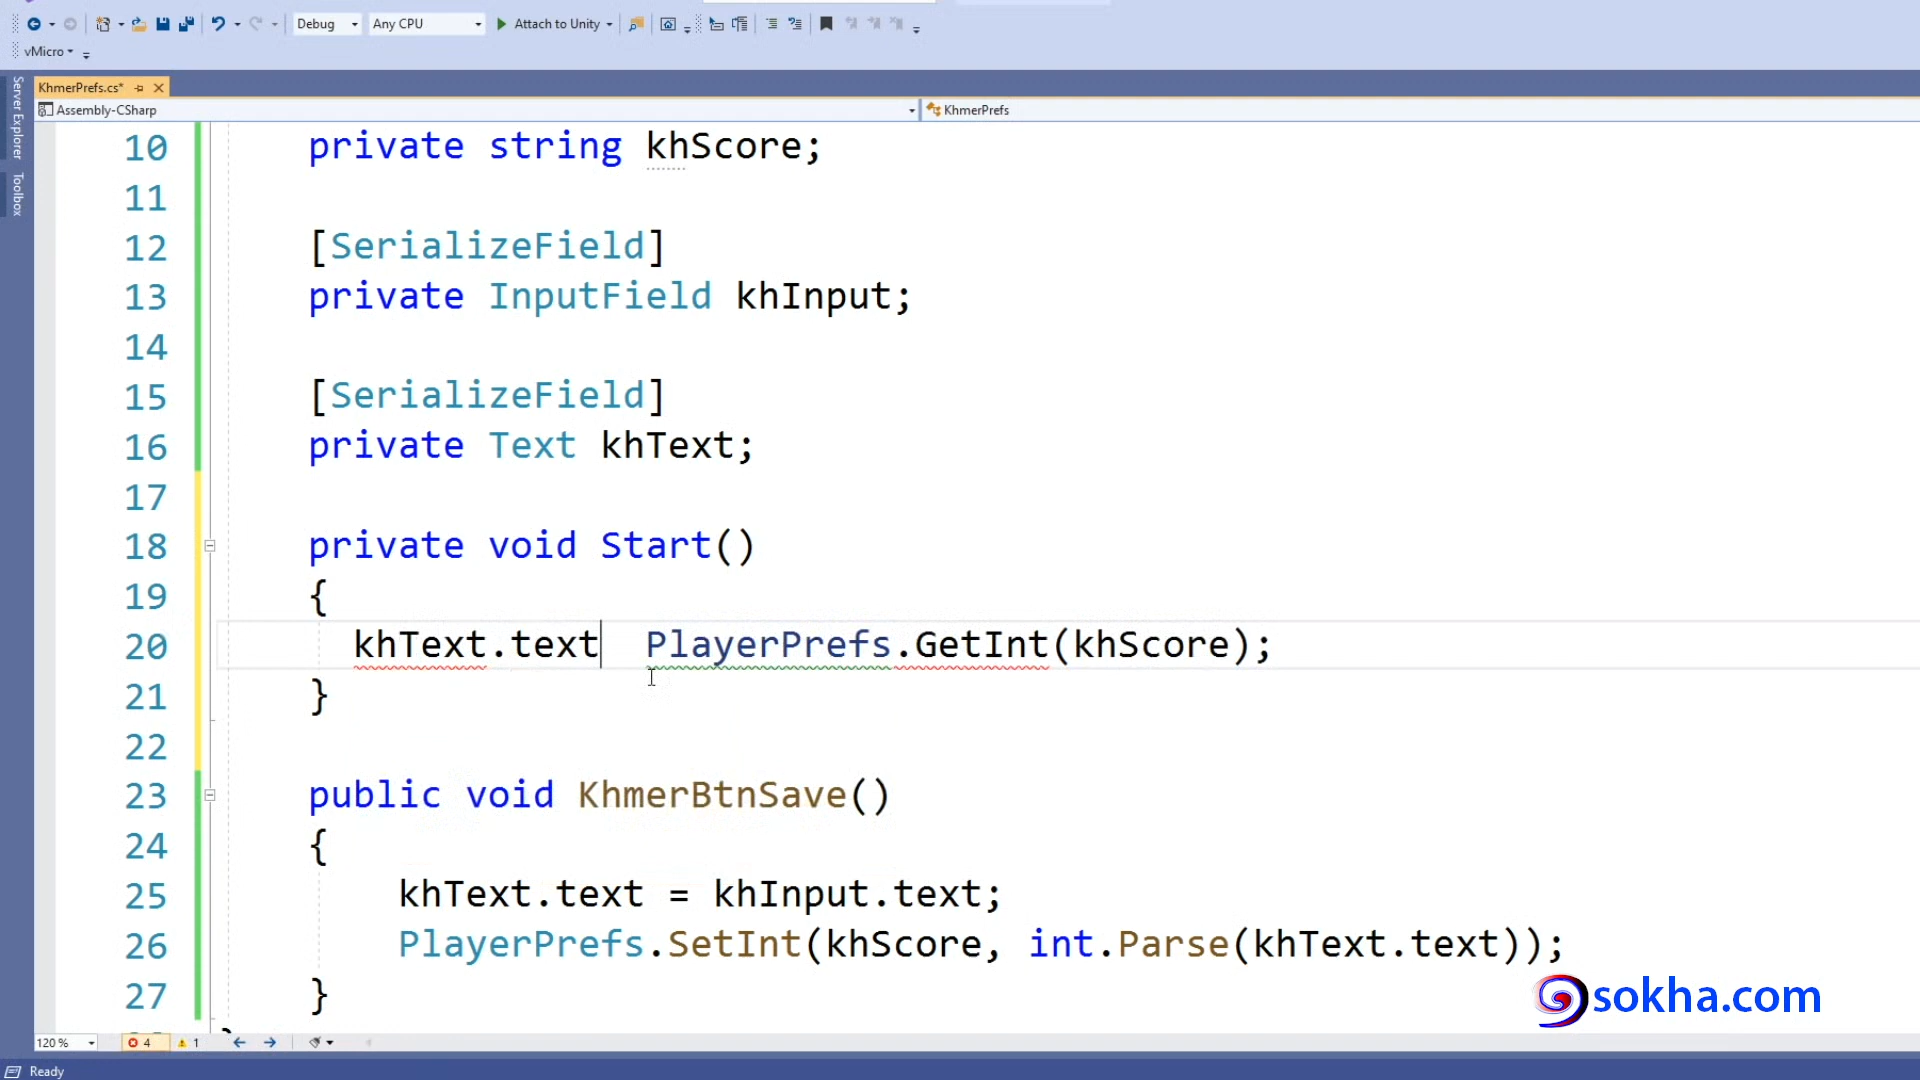 Debug Any CPU Attach to Unity
vMicro
Server Explorer
Toolbox
KhmerPrefs.cs*
Assembly-CSharp KhmerPrefs
10 private string khScore;
11
12 [SerializeField]
13 private InputField khInput;
14
15 [SerializeField]
16 private Text khText;
17
18 private void Start()
19 {
20 khText.text PlayerPrefs.GetInt(khScore);
21 }
22
23 public void KhmerBtnSave()
24 {
25 khText.text = khInput.text;
26 PlayerPrefs.SetInt(khScore, int.Parse(khText.text));
27 }
sokha.com
120 % 4 1
Ready